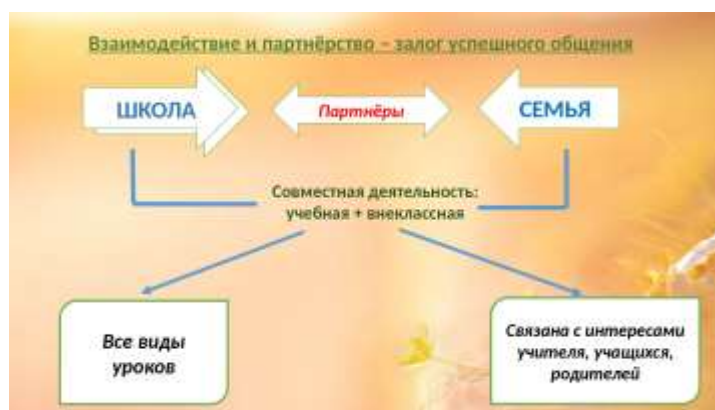 Взаимодействие и партнёрство – залог успешного общения
ШКОЛА
Партнёры
СЕМЬЯ
Совместная деятельность:
учебная + внеклассная
Все виды
уроков
Связана с интересами
учителя, учащихся,
родителей